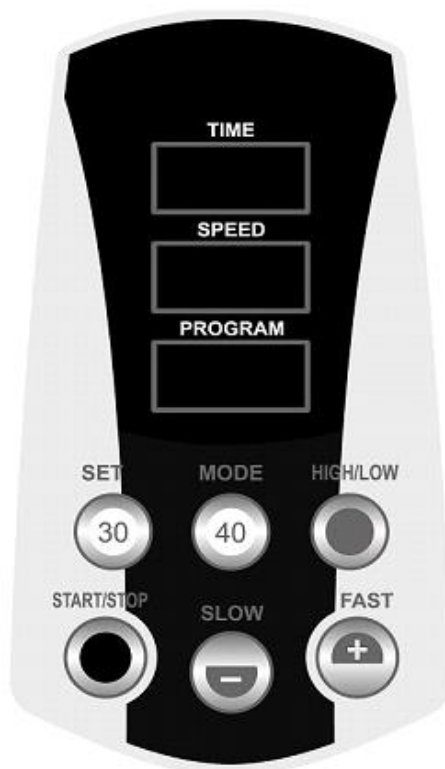 TIME
SPEED
PROGRAM
SET MODE HIGH/LOW
30 40
START/STOP SLOW FAST
- +